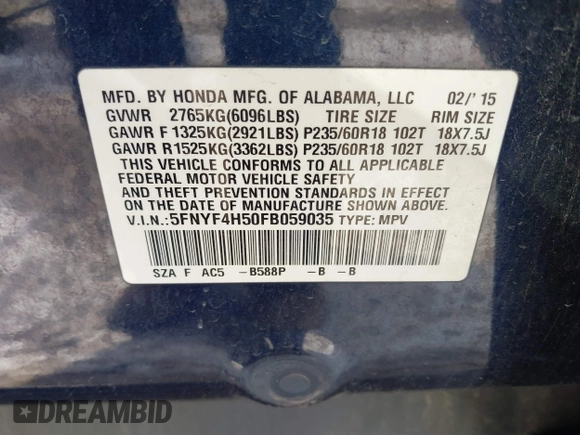 MFD. BY HONDA MFG. OF ALABAMA, LLC 02/' 15
GVWR 2765KG(6096LBS) TIRE SIZE RIM SIZE
GAWR F 1325KG(2921LBS) P235/60R18 102T 18X7.5J
GAWR R1525KG(3362LBS) P235/60R18 102T 18X7.5J
THIS VEHICLE CONFORMS TO ALL APPLICABLE
FEDERAL MOTOR VEHICLE SAFETY
AND THEFT PREVENTION STANDARDS IN EFFECT
ON THE DATE OF MANUFACTURE SHOWN ABOVE.
V.I.N.: 5FNYF4H50FB059035 TYPE: MPV
SZA F AC5 -B588P -B -B
DREAMBID